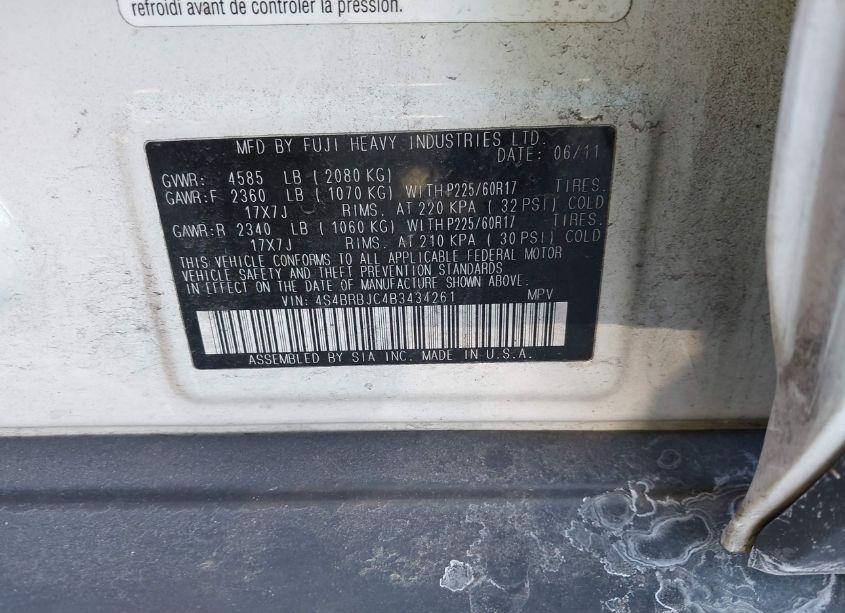 refroidi avant de contrôler la pression.
MFD BY FUJI HEAVY INDUSTRIES LTD.
DATE: 06/11
GVWR: 4585 LB ( 2080 KG)
GAWR:F 2360 LB ( 1070 KG) WITHP225/60R17 TIRES.
17X7J RIMS. AT 220 KPA ( 32 PSI) COLD
GAWR:R 2340 LB ( 1060 KG) WITHP225/60R17 TIRES.
17X7J RIMS. AT 210 KPA ( 30 PSI) COLD
THIS VEHICLE CONFORMS TO ALL APPLICABLE FEDERAL MOTOR
VEHICLE SAFETY AND THEFT PREVENTION STANDARDS
IN EFFECT ON THE DATE OF MANUFACTURE SHOWN ABOVE.
VIN: 4S4BRBJC4B3434261 MPV
ASSEMBLED BY SIA INC. MADE IN U.S.A.